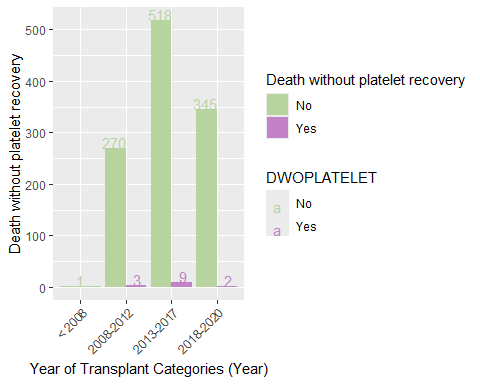 518
500
400
345
300
270
200
100
1
3
9
2
0
< 2008
2008-2012
2013-2017
2018-2020
Year of Transplant Categories (Year)
Death without platelet recovery
Death without platelet recovery
No
Yes
DWOPLATELET
a No
a Yes